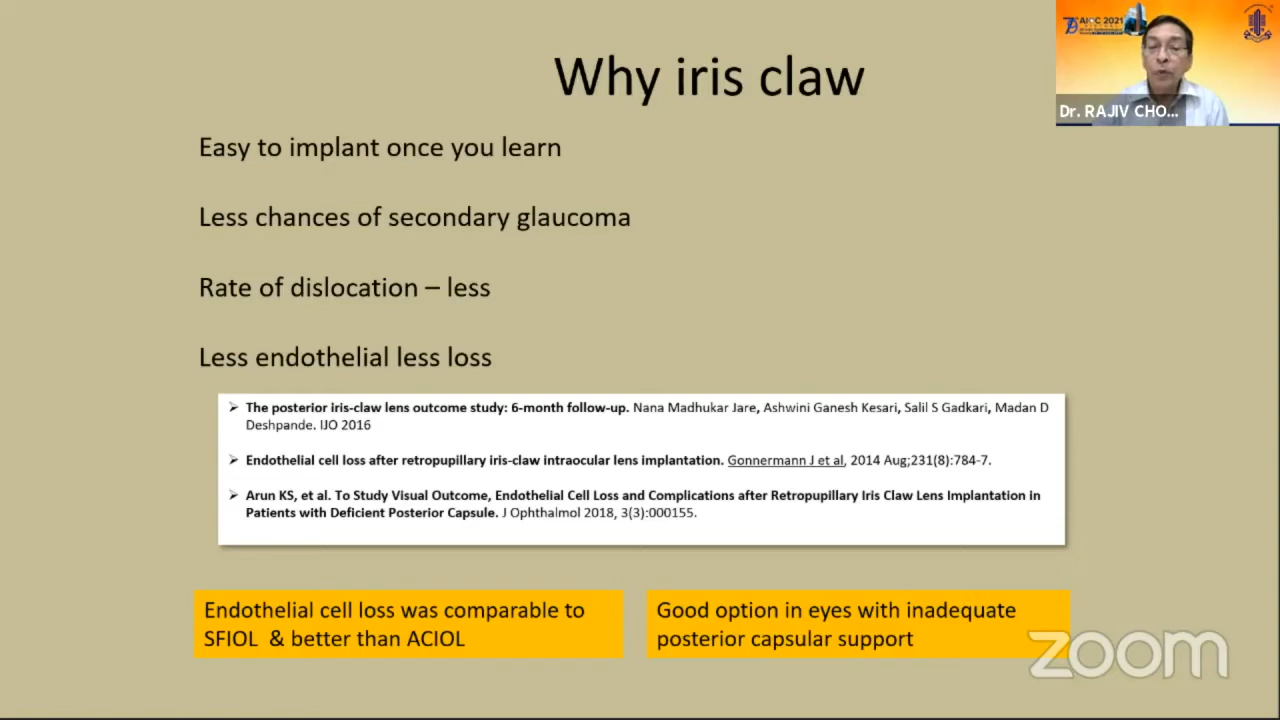 Why iris claw
AIOC 2021
Dr. RAJIV CHO...
Easy to implant once you learn
Less chances of secondary glaucoma
Rate of dislocation – less
Less endothelial less loss
➢ The posterior iris-claw lens outcome study: 6-month follow-up. Nana Madhukar Jare, Ashwini Ganesh Kesari, Salil S Gadkari, Madan D
Deshpande. IJO 2016
➢ Endothelial cell loss after retropupillary iris-claw intraocular lens implantation. Gonnermann J et al, 2014 Aug;231(8):784-7.
➢ Arun KS, et al. To Study Visual Outcome, Endothelial Cell Loss and Complications after Retropupillary Iris Claw Lens Implantation in
Patients with Deficient Posterior Capsule. J Ophthalmol 2018, 3(3):000155.
Endothelial cell loss was comparable to
SFIOL & better than ACIOL
Good option in eyes with inadequate
posterior capsular support
zoom